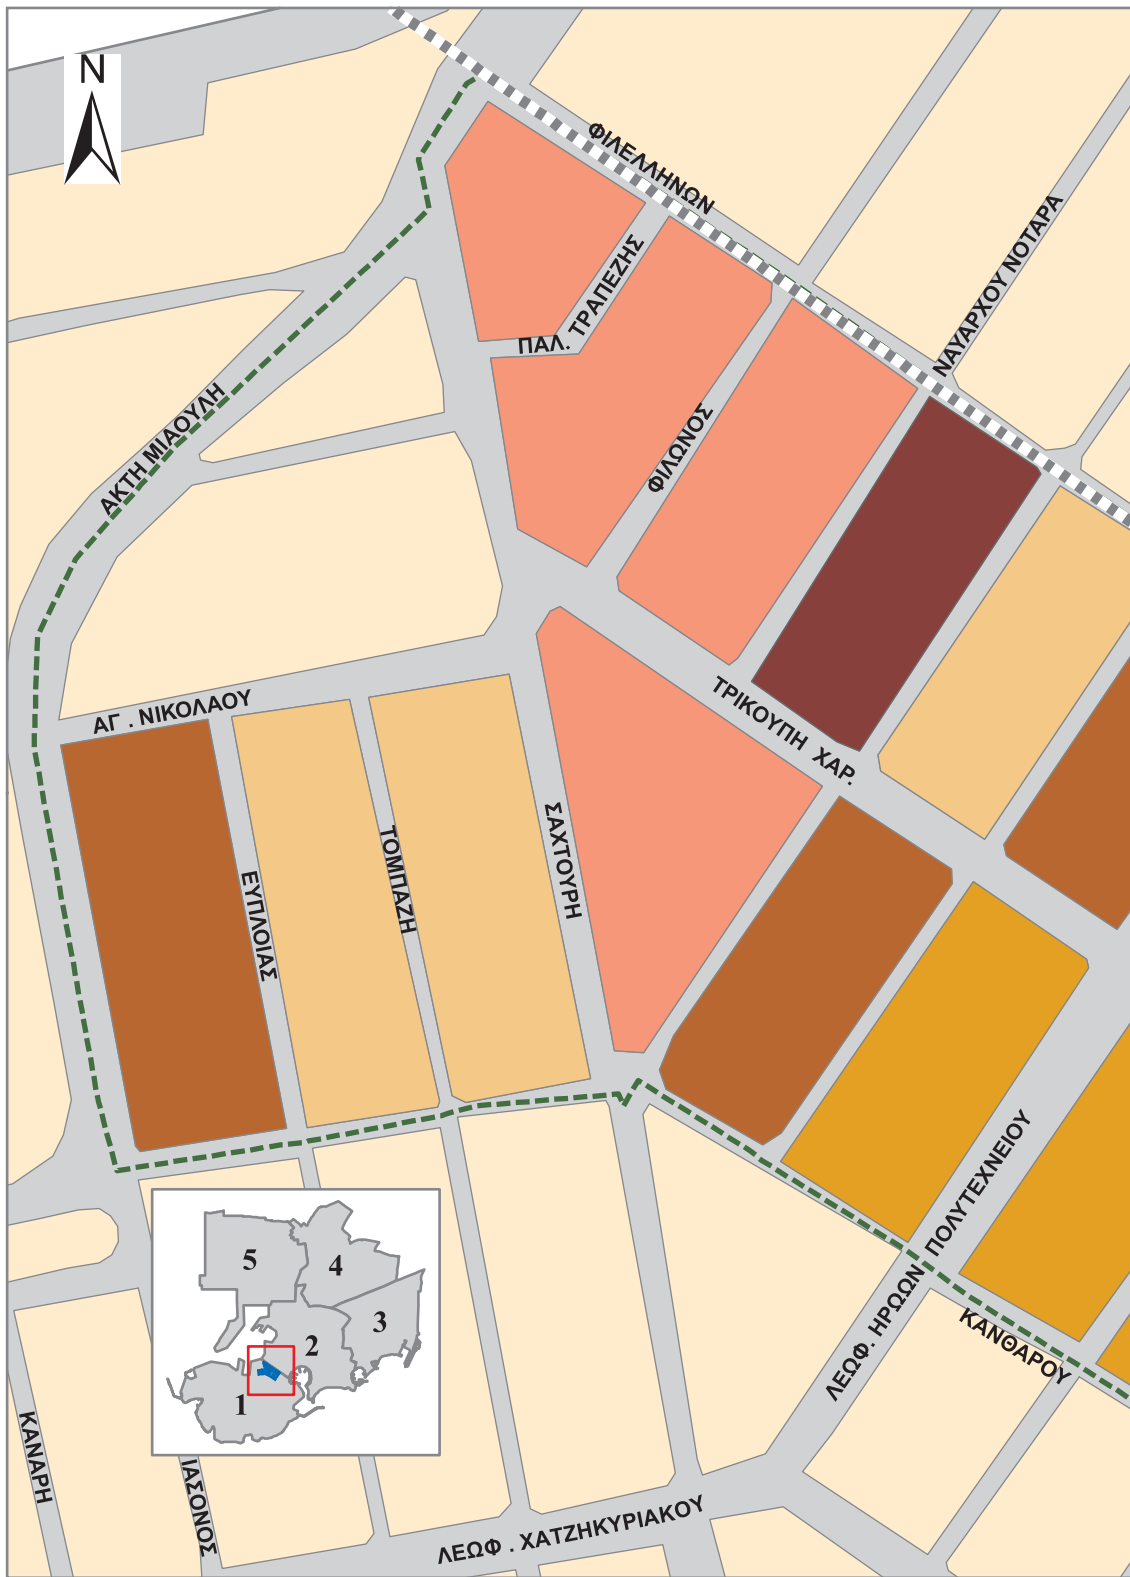 N
ΦΙΛΕΛΛΗΝΩΝ
ΝΑΥΑΡΧΟΥ ΝΟΤΑΡΑ
ΠΑΛ. ΤΡΑΠΕΖΗΣ
ΦΙΛΩΝΟΣ
ΑΚΤΗ ΜΙΑΟΥΛΗ
ΑΓ . ΝΙΚΟΛΑΟΥ
ΤΡΙΚΟΥΠΗ ΧΑΡ.
ΕΥΠΛΟΙΑΣ
ΤΟΜΠΑΖΗ
ΣΑΧΤΟΥΡΗ
ΛΕΩΦ. ΗΡΩΩΝ ΠΟΛΥΤΕΧΝΕΙΟΥ
ΚΑΝΘΑΡΟΥ
5
4
3
2
1
ΚΑΝΑΡΗ
ΙΑΣΟΝΟΣ
ΛΕΩΦ . ΧΑΤΖΗΚΥΡΙΑΚΟΥ